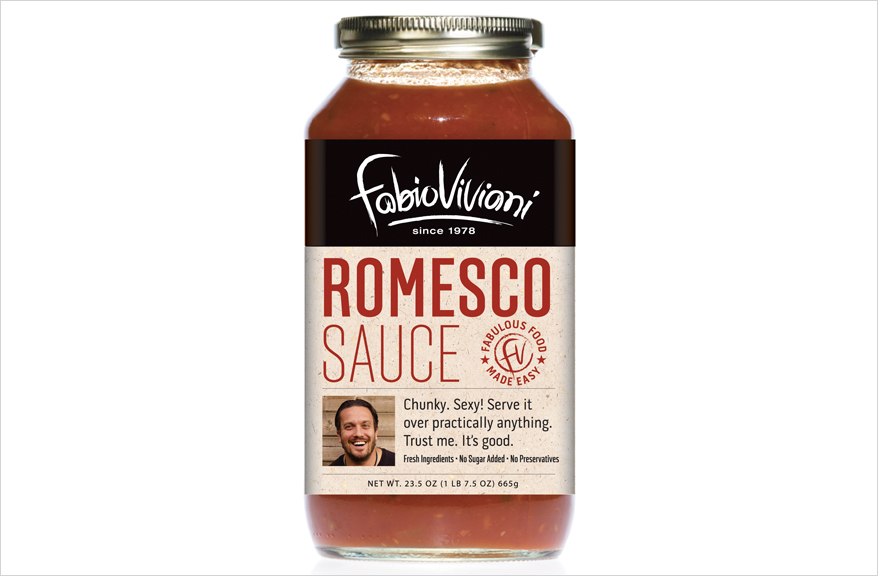 FabioViviani
since 1978
ROMESCO
SAUCE
FABULOUS FOOD
FV
MADE EASY
Chunky. Sexy! Serve it
over practically anything.
Trust me. It's good.
Fresh Ingredients • No Sugar Added • No Preservatives
NET WT. 23.5 OZ (1 LB 7.5 OZ) 665g